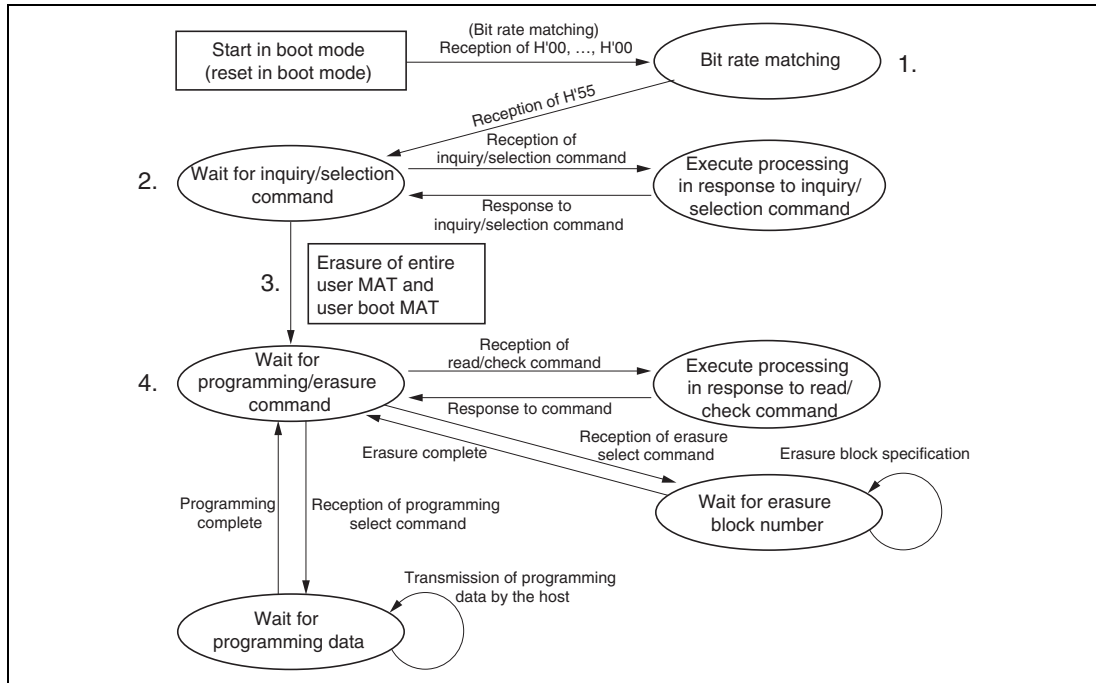 Start in boot mode
(reset in boot mode)
(Bit rate matching)
Reception of H'00, ..., H'00
Bit rate matching
1.
Reception of H'55
2.
Wait for inquiry/selection
command
Reception of
inquiry/selection command
Response to
inquiry/selection command
Execute processing
in response to inquiry/
selection command
3.
Erasure of entire
user MAT and
user boot MAT
4.
Wait for
programming/erasure
command
Reception of
read/check command
Response to command
Execute processing
in response to read/
check command
Erasure complete
Reception of erasure
select command
Erasure block specification
Wait for erasure
block number
Programming
complete
Reception of programming
select command
Transmission of programming
data by the host
Wait for
programming data